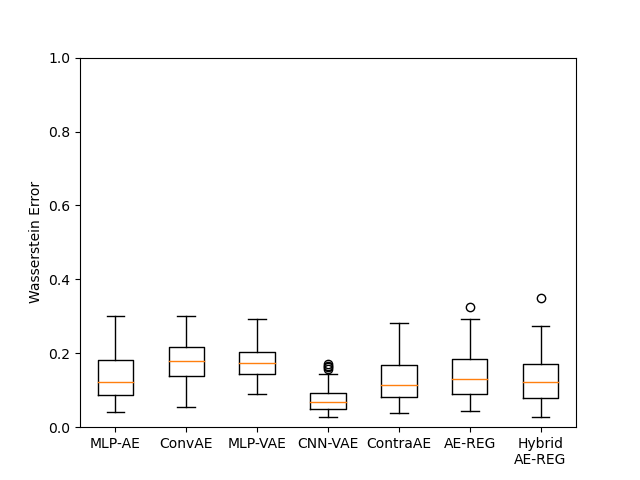 1.0
0.8
0.6
0.4
0.2
0.0
Wasserstein Error
MLP-AE ConvAE MLP-VAE CNN-VAE ContraAE AE-REG Hybrid
AE-REG